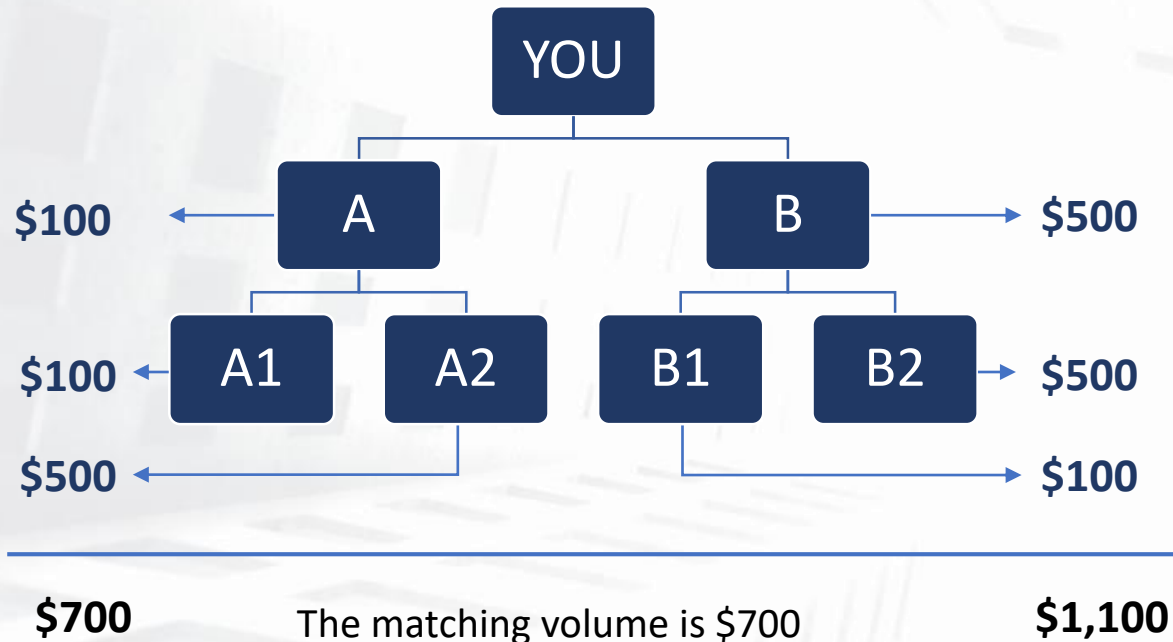 YOU
$100
A
B
$500
$100
A1
A2
B1
B2
$500
$500
$100
$700
The matching volume is $700
$1,100